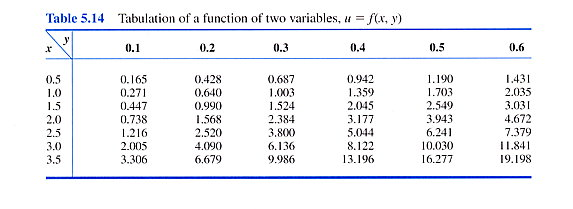 Table 5.14 Tabulation of a function of two variables, u = f(x, y)
y
x 0.1 0.2 0.3 0.4 0.5 0.6
0.5 0.165 0.428 0.687 0.942 1.190 1.431
1.0 0.271 0.640 1.003 1.359 1.703 2.035
1.5 0.447 0.990 1.524 2.045 2.549 3.031
2.0 0.738 1.568 2.384 3.177 3.943 4.672
2.5 1.216 2.520 3.800 5.044 6.241 7.379
3.0 2.005 4.090 6.136 8.122 10.030 11.841
3.5 3.306 6.679 9.986 13.196 16.277 19.198